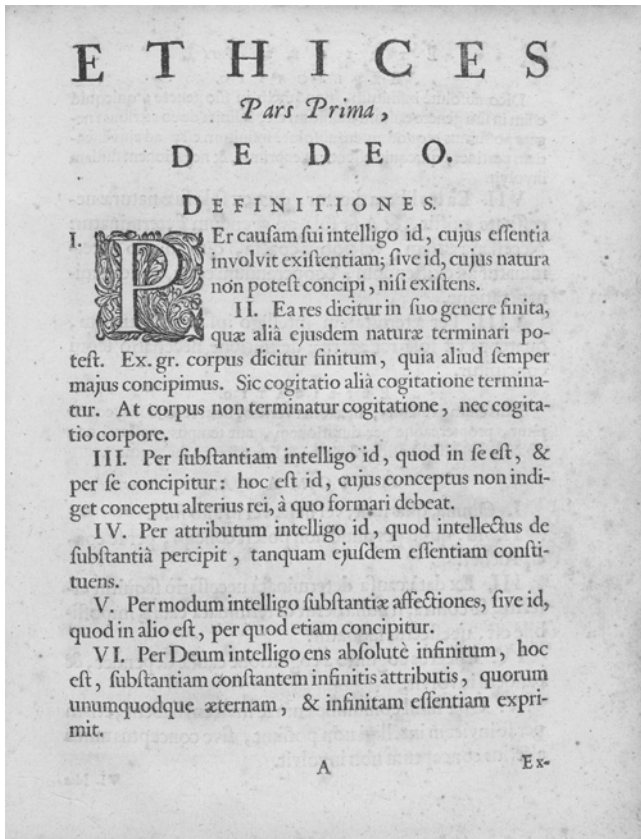 ETHICES
Pars Prima,
DE DEO.
DEFINITIONES.
I. PEr cauſam ſui intelligo id, cujus eſſentia
involvit exiſtentiam; ſive id, cujus natura
non poteſt concipi, niſi exiſtens.
II. Ea res dicitur in ſuo genere finita,
quæ aliâ ejusdem naturæ terminari po-
teſt. Ex. gr. corpus dicitur finitum, quia aliud ſemper
majus concipimus. Sic cogitatio aliâ cogitatione termina-
tur. At corpus non terminatur cogitatione, nec cogita-
tio corpore.
III. Per ſubſtantiam intelligo id, quod in ſe eſt, &
per ſe concipitur: hoc eſt id, cujus conceptus non indi-
get conceptu alterius rei, à quo formari debeat.
IV. Per attributum intelligo id, quod intellectus de
ſubſtantiâ percipit, tanquam ejuſdem eſſentiam conſti-
tuens.
V. Per modum intelligo ſubſtantiæ affectiones, ſive id,
quod in alio eſt, per quod etiam concipitur.
VI. Per Deum intelligo ens abſolutè infinitum, hoc
eſt, ſubſtantiam conſtantem infinitis attributis, quorum
unumquodque æternam, & infinitam eſſentiam expri-
mit.
A Ex-